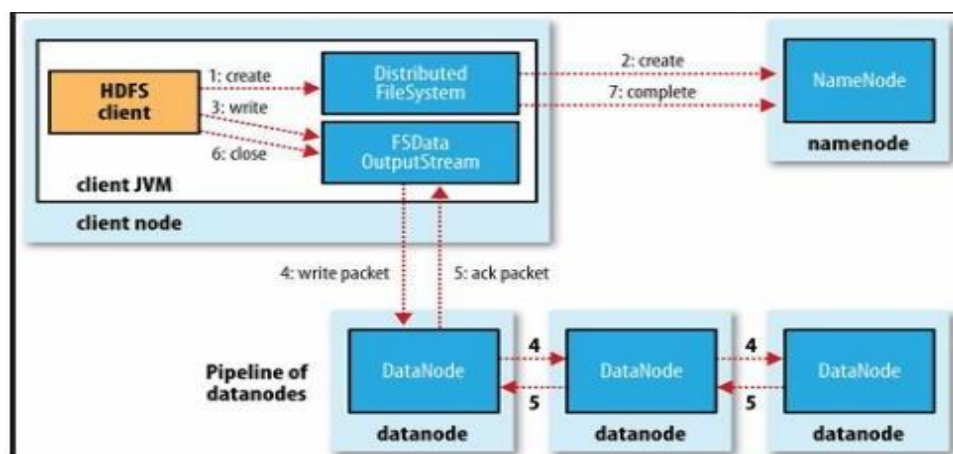 HDFS
client
1: create
3: write
6: close
Distributed
FileSystem
FSData
OutputStream
client JVM
client node
2: create
7: complete
NameNode
namenode
4: write packet
5: ack packet
Pipeline of
datanodes
DataNode
datanode
4
5
DataNode
datanode
4
5
DataNode
datanode